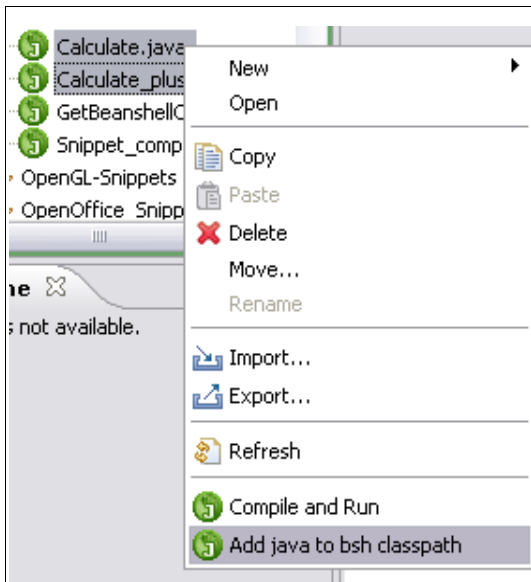 Calculate.java
Calculate_plus
GetBeanshellC
Snippet_comp
OpenGL-Snippets
OpenOffice_Snipp
ne
s not available.
New
Open
Copy
Paste
Delete
Move...
Rename
Import...
Export...
Refresh
Compile and Run
Add java to bsh classpath